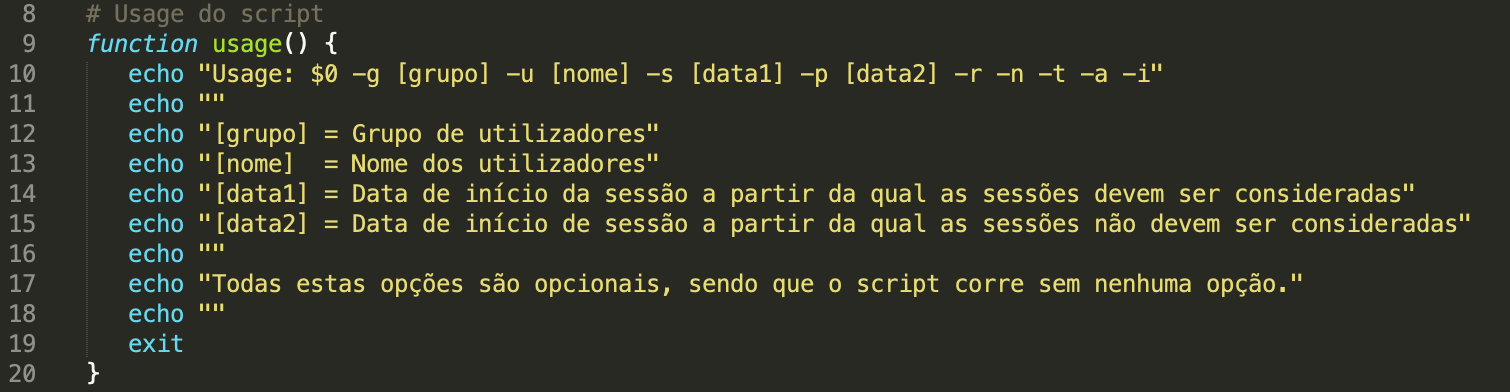 8 # Usage do script
9 function usage() {
10 echo "Usage: $0 -g [grupo] -u [nome] -s [data1] -p [data2] -r -n -t -a -i"
11 echo ""
12 echo "[grupo] = Grupo de utilizadores"
13 echo "[nome]  = Nome dos utilizadores"
14 echo "[data1] = Data de início da sessão a partir da qual as sessões devem ser consideradas"
15 echo "[data2] = Data de início de sessão a partir da qual as sessões não devem ser consideradas"
16 echo ""
17 echo "Todas estas opções são opcionais, sendo que o script corre sem nenhuma opção."
18 echo ""
19 exit
20 }